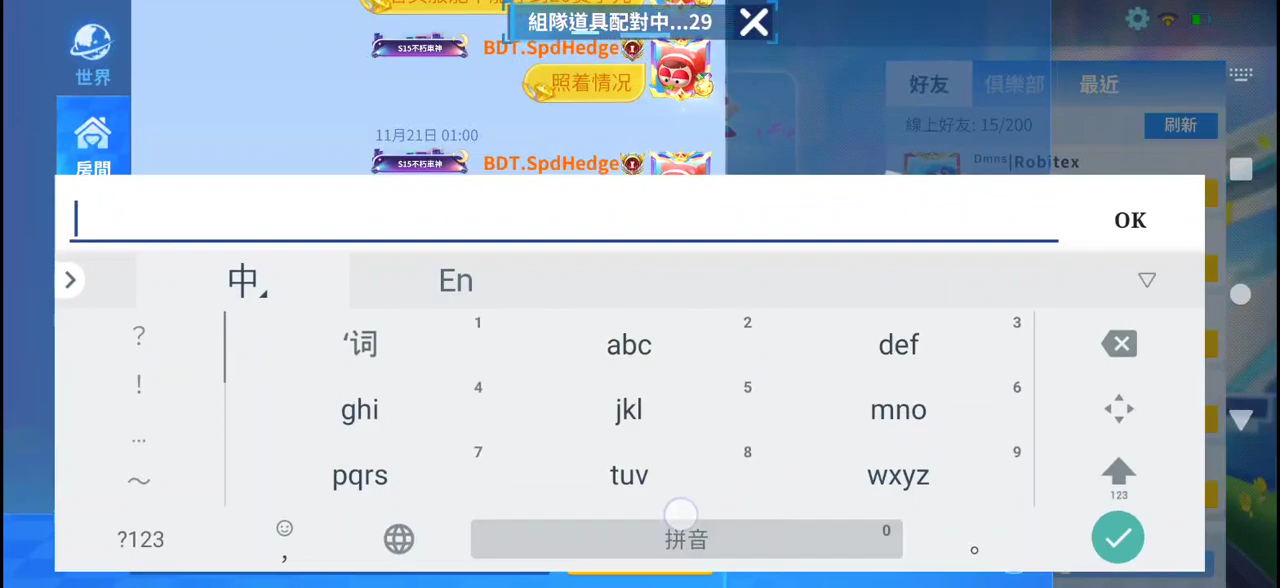 組隊道具配對中...29
世界
S15不朽車神
BDT.SpdHedge
照着情况
好友
俱樂部
最近
線上好友: 15/200
刷新
11月21日 01:00
房間
S15不朽車神
BDT.SpdHedge
Dmns|Robitex
OK
中
En
?
!
...
～
‘词
1
abc
2
def
3
ghi
4
jkl
5
mno
6
pqrs
7
tuv
8
wxyz
9
123
?123
,
拼音
0
。